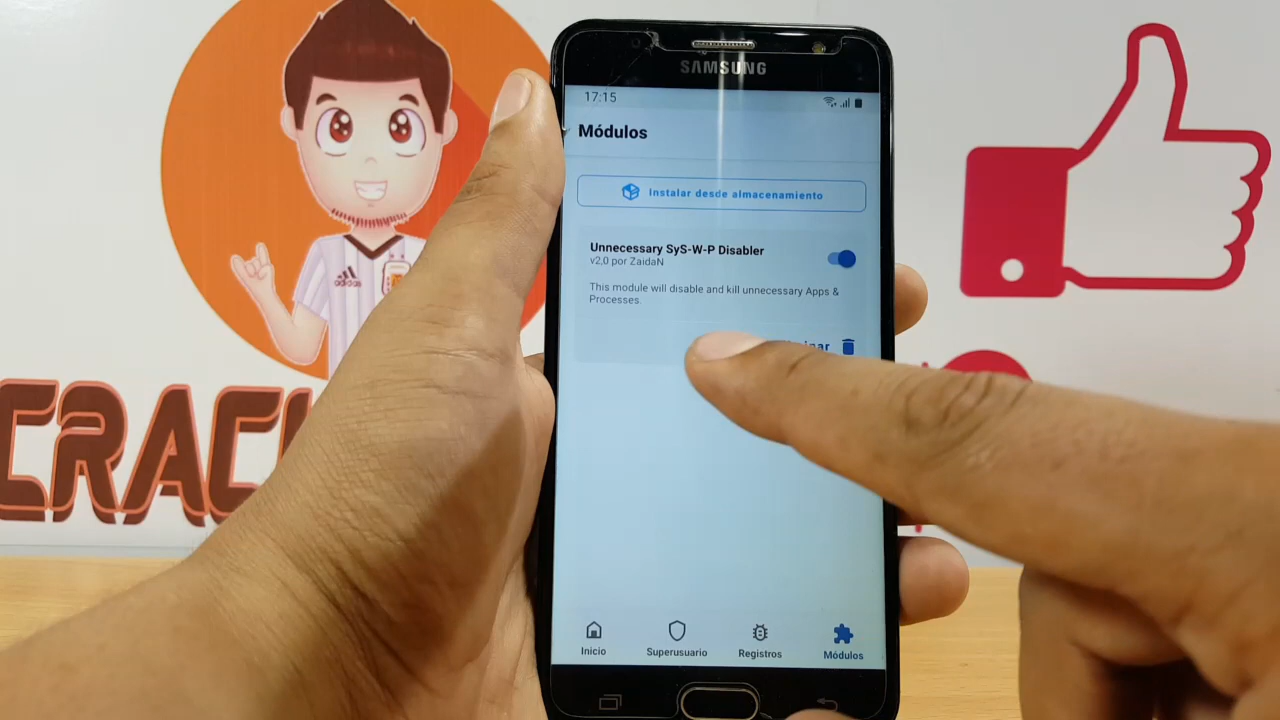 SAMSUNG
17:15
Módulos
Instalar desde almacenamiento
Unnecessary SyS-W-P Disabler
v2,0 por ZaidaN
This module will disable and kill unnecessary Apps &
Processes.
adidas
Inicio
Superusuario
Registros
Módulos